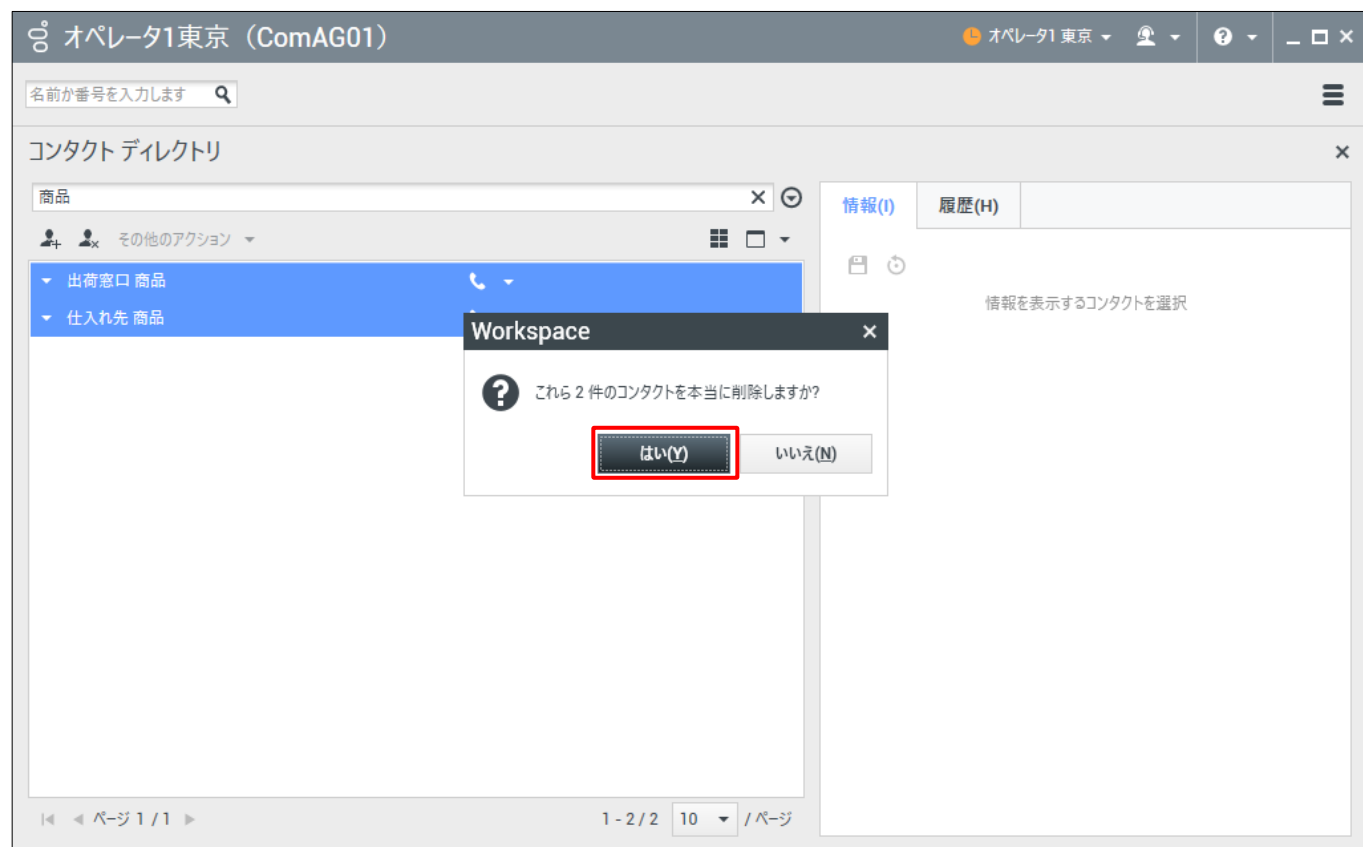 オペレータ1東京（ComAG01）
オペレータ1 東京
名前か番号を入力します
コンタクト ディレクトリ
商品
情報(I)
履歴(H)
その他のアクション
出荷窓口 商品
仕入れ先 商品
情報を表示するコンタクトを選択
Workspace
これら 2 件のコンタクトを本当に削除しますか?
はい(Y)
いいえ(N)
ページ 1 / 1
1 - 2 / 2
10
/ ページ